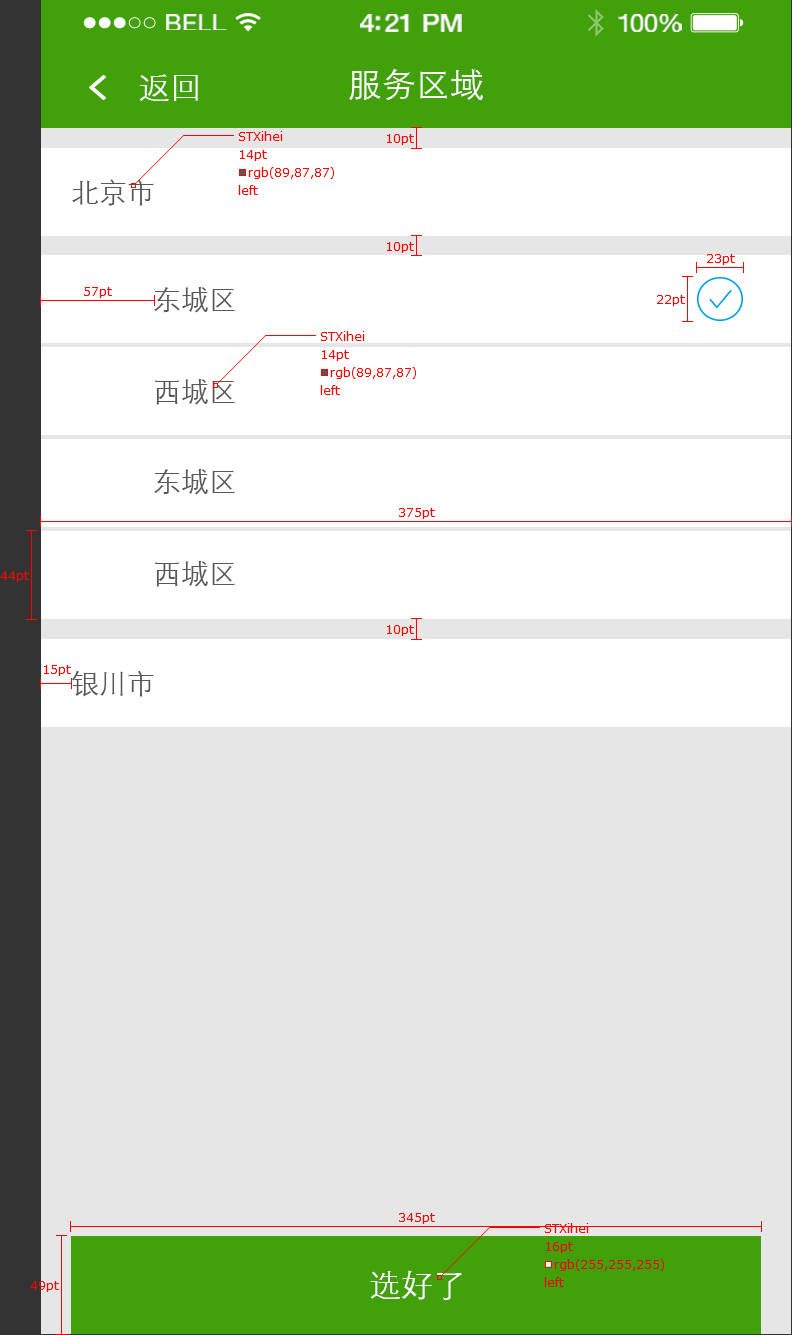 ●●●○○ BELL 4:21 PM 100%
返回 服务区域
10pt
STXihei
14pt
rgb(89,87,87)
left
北京市
10pt
23pt
57pt
东城区
22pt
STXihei
14pt
rgb(89,87,87)
left
西城区
东城区
375pt
44pt
西城区
10pt
15pt
银川市
345pt
STXihei
16pt
rgb(255,255,255)
left
49pt
选好了